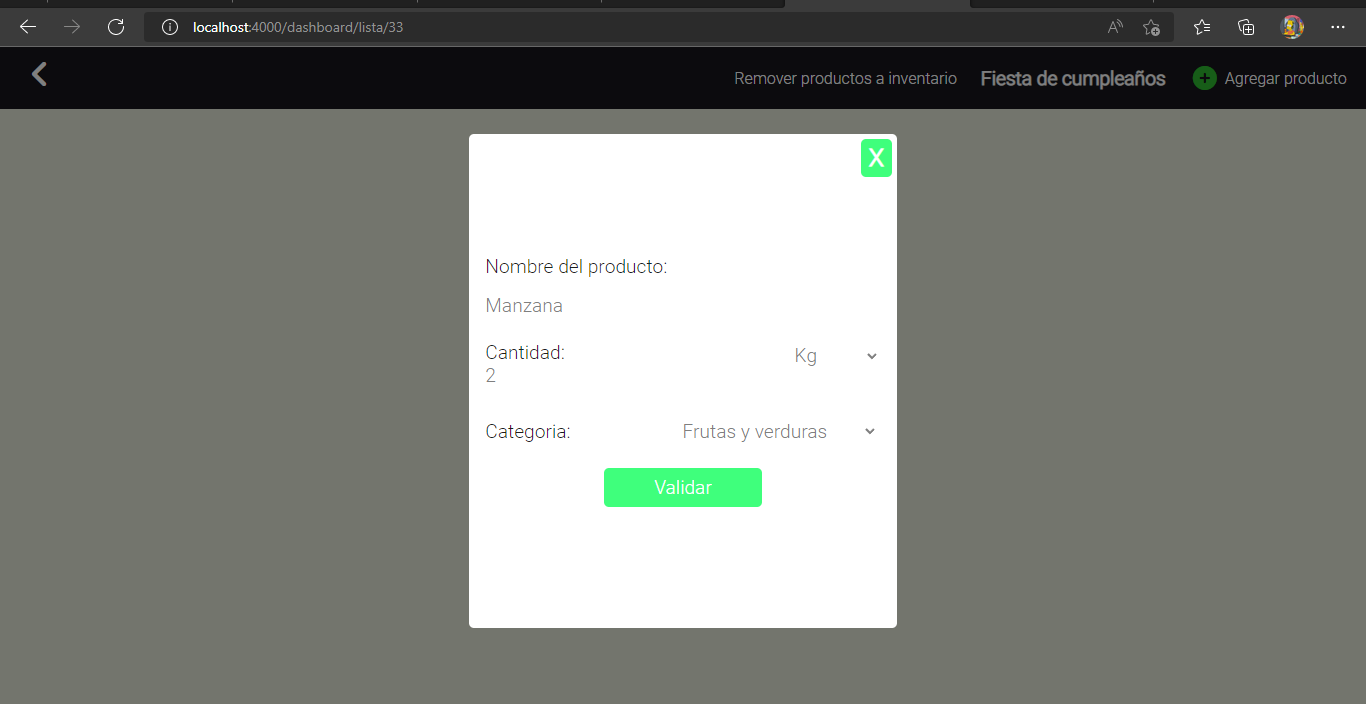 localhost:4000/dashboard/lista/33
Remover productos a inventario Fiesta de cumpleaños + Agregar producto
X
Nombre del producto:
Manzana
Cantidad: Kg
2
Categoria: Frutas y verduras
Validar